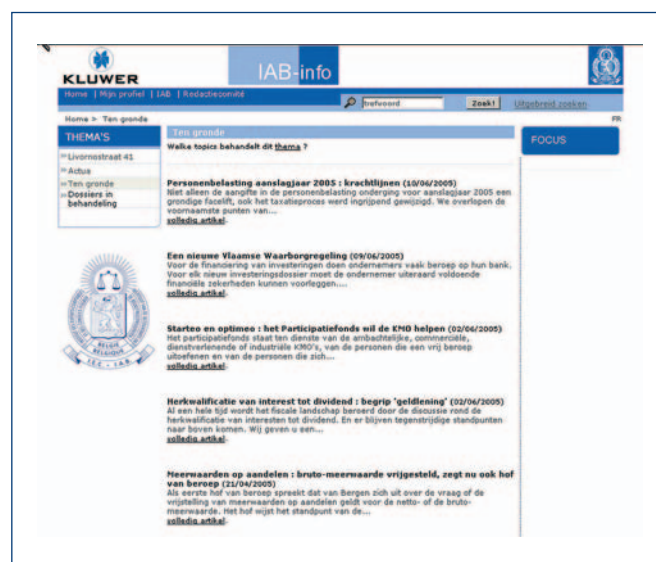 KLUWER
IAB-info
Home | Mijn profiel | IAB | Redactiecomité
trefwoord
Zoek!
Uitgebreid zoeken
Home > Ten gronde
FR
THEMA'S
Livornostraat 41
Actua
Ten gronde
Dossiers in
behandeling
Ten gronde
Welke topics behandelt dit thema ?
FOCUS
Personenbelasting aanslagjaar 2005 : krachtlijnen (10/06/2005)
Niet alleen de aangifte in de personenbelasting onderging voor aanslagjaar 2005 een
grondige facelift, ook het taxatieproces werd ingrijpend gewijzigd. We overlopen de
voornaamste punten van...
volledig artikel
Een nieuwe Vlaamse Waarborgregeling (09/06/2005)
Voor de financiering van investeringen doen ondernemers vaak beroep op hun bank.
Voor elk nieuw investeringsdossier moet de ondernemer uiteraard voldoende
financiële zekerheden kunnen voorleggen....
volledig artikel
Starteo en optimeo : het Participatiefonds wil de KMO helpen (02/06/2005)
Het participatiefonds staat ten dienste van de ambachtelijke, commerciële,
dienstverlenende of industriële KMO's, van de personen die een vrij beroep
uitoefenen en van de personen die zich...
volledig artikel
Herkwalificatie van interest tot dividend : begrip 'geldlening' (02/06/2005)
Al een hele tijd wordt het fiscale landschap beroerd door de discussie rond de
herkwalificatie van interesten tot dividend. En er blijven tegenstrijdige standpunten
naar boven komen. Wij geven u een...
volledig artikel
Meerwaarden op aandelen : bruto-meerwaarde vrijgesteld, zegt nu ook hof
van beroep (21/04/2005)
Als eerste hof van beroep spreekt dat van Bergen zich uit over de vraag of de
vrijstelling van meerwaarden op aandelen geldt voor de netto- of de bruto-
meerwaarde. Het hof wijst het standpunt van de...
volledig artikel
BELGIË
BELGIQUE
I.E.C. - I.A.B.